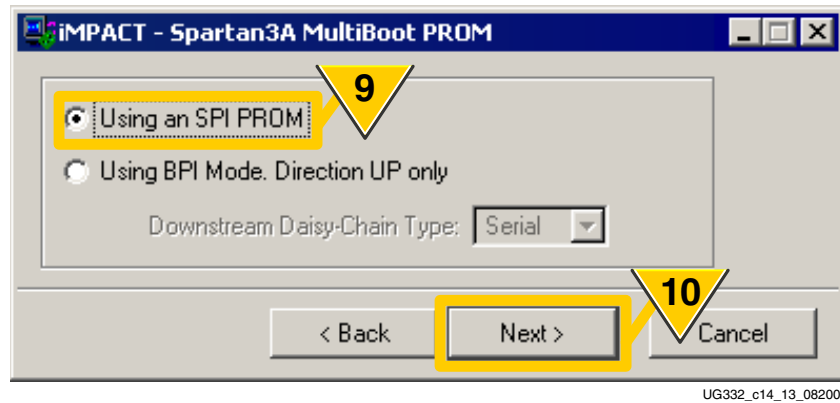 iMPACT - Spartan3A MultiBoot PROM
9
Using an SPI PROM
Using BPI Mode. Direction UP only
Downstream Daisy-Chain Type: Serial
10
< Back Next > Cancel
UG332_c14_13_08200